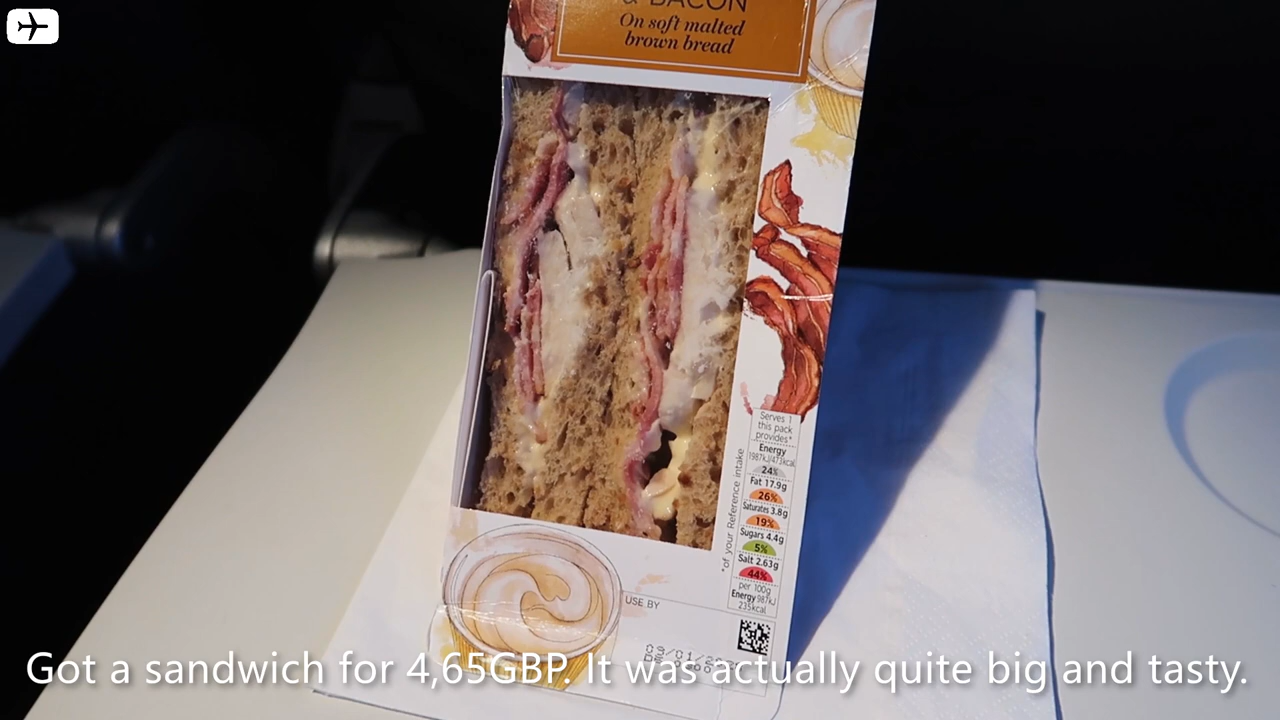 & BACON
On soft malted
brown bread
Serves 1
this pack
provides*
Energy
1987kJ/473kcal
24%
Fat 17.9g
26%
Saturates 3.8g
19%
Sugars 4.4g
5%
Salt 2.63g
44%
per 100g
Energy 987kJ
235kcal
*of your Reference intake
USE BY
Got a sandwich for 4,65GBP. It was actually quite big and tasty.